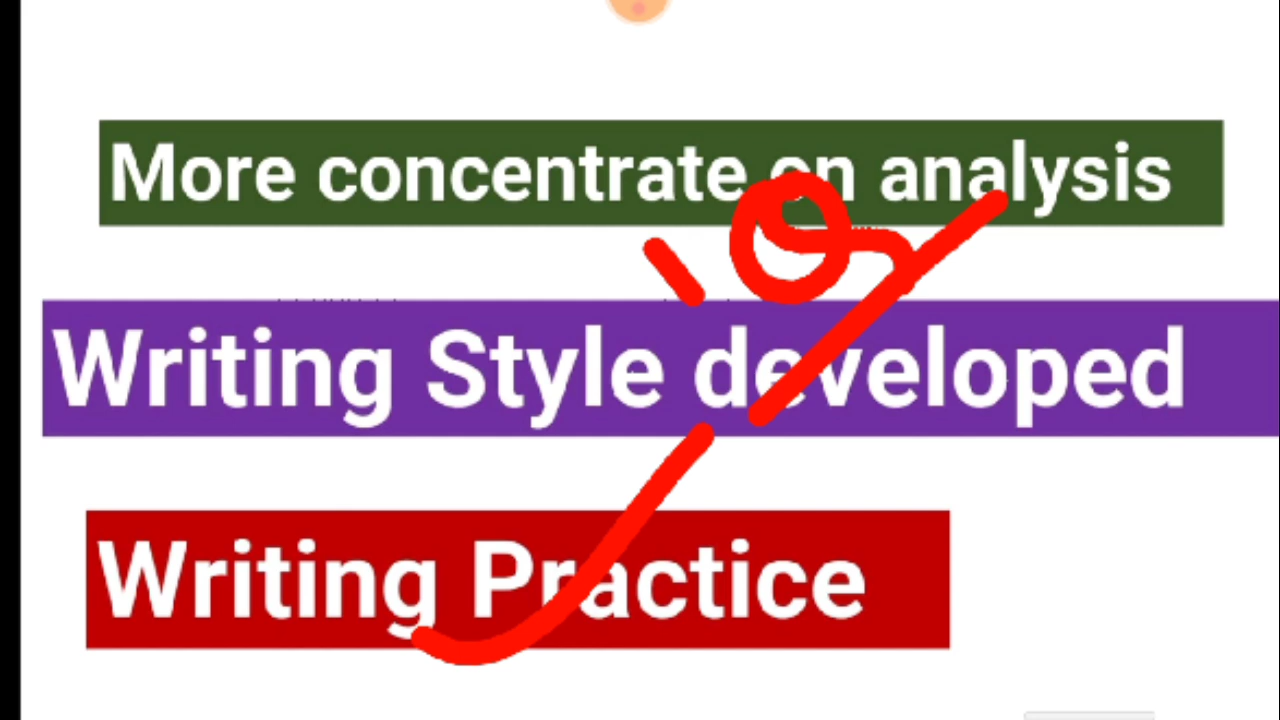 More concentrate on analysis
Writing Style developed
Writing Practice